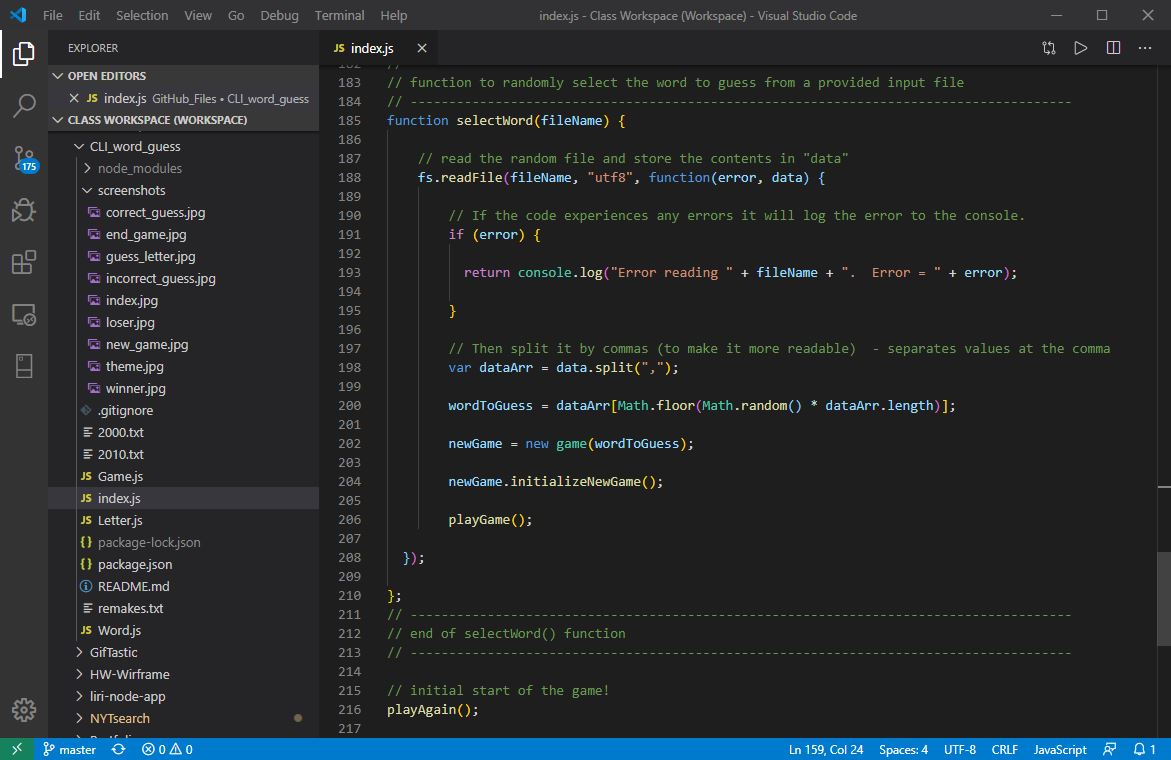 File Edit Selection View Go Debug Terminal Help index.js - Class Workspace (Workspace) - Visual Studio Code
EXPLORER
JS index.js
OPEN EDITORS
JS index.js GitHub_Files • CLI_word_guess
CLASS WORKSPACE (WORKSPACE)
175
CLI_word_guess
node_modules
screenshots
correct_guess.jpg
end_game.jpg
guess_letter.jpg
incorrect_guess.jpg
index.jpg
loser.jpg
new_game.jpg
theme.jpg
winner.jpg
.gitignore
2000.txt
2010.txt
JS Game.js
JS index.js
JS Letter.js
{} package-lock.json
{} package.json
README.md
remakes.txt
JS Word.js
GifTastic
HW-Wirframe
liri-node-app
NYTsearch
182 //
183 // function to randomly select the word to guess from a provided input file
184 // --------------------------------------------------------------------------------------
185 function selectWord(fileName) {
186
187 // read the random file and store the contents in "data"
188 fs.readFile(fileName, "utf8", function(error, data) {
189
190 // If the code experiences any errors it will log the error to the console.
191 if (error) {
192
193 return console.log("Error reading " + fileName + ".  Error = " + error);
194
195 }
196
197 // Then split it by commas (to make it more readable)  - separates values at the comma
198 var dataArr = data.split(",");
199
200 wordToGuess = dataArr[Math.floor(Math.random() * dataArr.length)];
201
202 newGame = new game(wordToGuess);
203
204 newGame.initializeNewGame();
205
206 playGame();
207
208 });
209
210 };
211 // --------------------------------------------------------------------------------------
212 // end of selectWord() function
213 // --------------------------------------------------------------------------------------
214
215 // initial start of the game!
216 playAgain();
217
master 0 0 Ln 159, Col 24 Spaces: 4 UTF-8 CRLF JavaScript 1